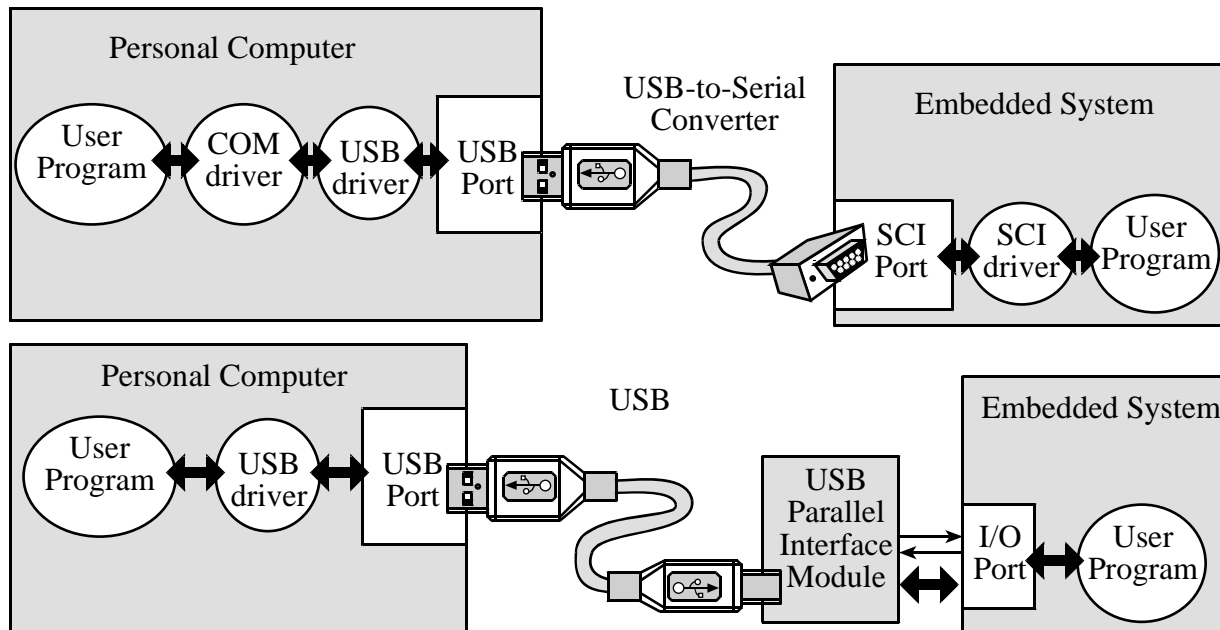 Personal Computer
User
Program
COM
driver
USB
driver
USB
Port
USB-to-Serial
Converter
Embedded System
SCI
Port
SCI
driver
User
Program
Personal Computer
User
Program
USB
driver
USB
Port
USB
USB
Parallel
Interface
Module
Embedded System
I/O
Port
User
Program